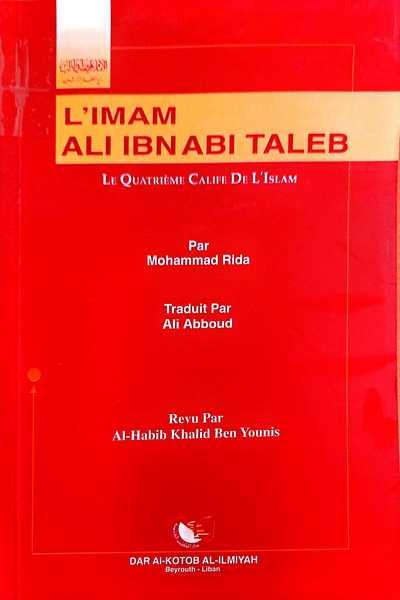 L'IMAM
ALI IBN ABI TALEB
LE QUATRIÈME CALIFE DE L'ISLAM
Par
Mohammad Rida
Traduit Par
Ali Abboud
Revu Par
Al-Habib Khalid Ben Younis
DAR Al-KOTOB AL-ILMIYAH
Beyrouth - Liban